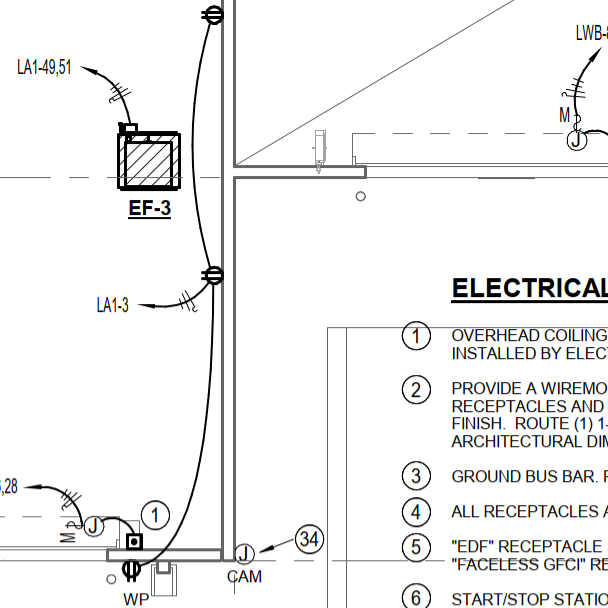 LWB-
LA1-49,51
M
J
EF-3
LA1-3
ELECTRICAL
1 OVERHEAD COILING
INSTALLED BY ELEC
2 PROVIDE A WIREMO
RECEPTACLES AND
FINISH. ROUTE (1) 1-
ARCHITECTURAL DIM
3 GROUND BUS BAR.
4 ALL RECEPTACLES A
5 "EDF" RECEPTACLE
"FACELESS GFCI" RE
6 START/STOP STATIO
,28
M
J
1
J
34
CAM
WP